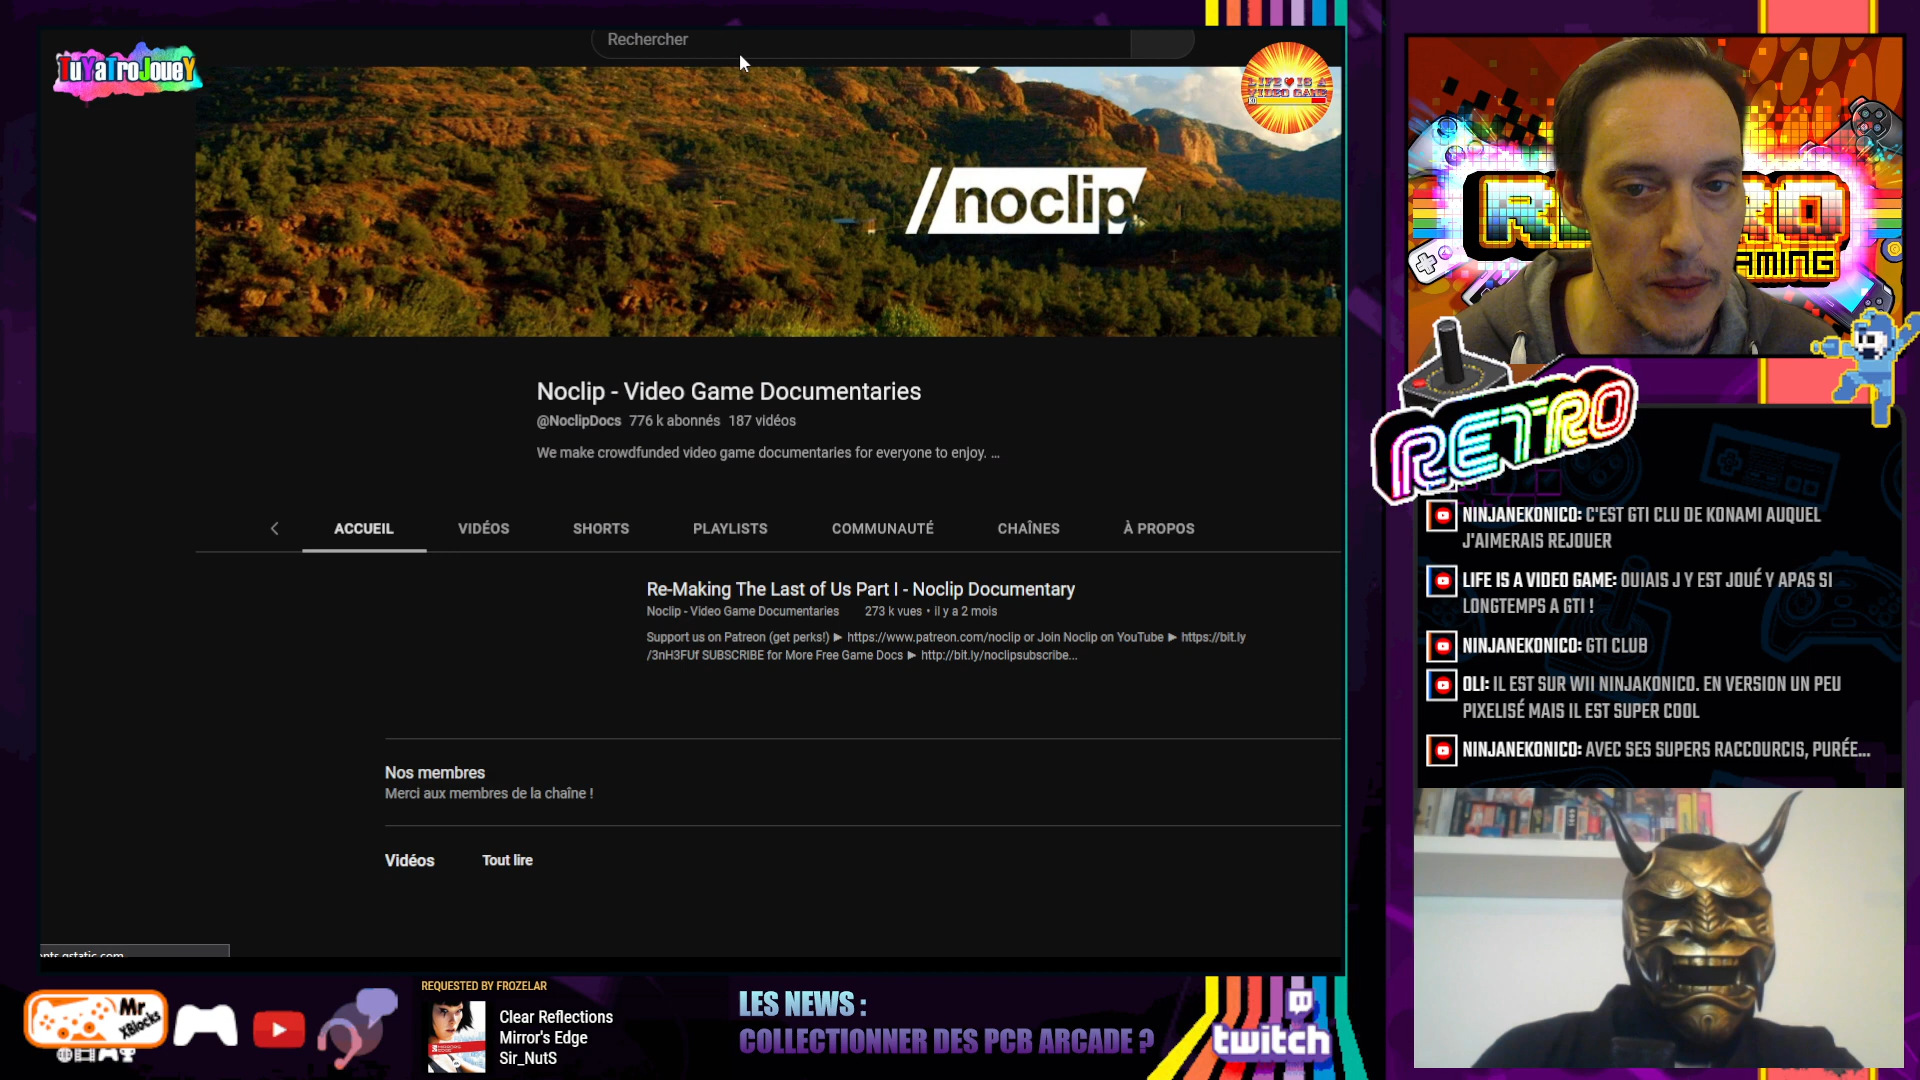 Rechercher
TuYaTroJoueY
LIFE IS A
VIDEO GAME
//noclip
Noclip - Video Game Documentaries
@NoclipDocs 776 k abonnés 187 vidéos
We make crowdfunded video game documentaries for everyone to enjoy. ...
ACCUEIL VIDÉOS SHORTS PLAYLISTS COMMUNAUTÉ CHAÎNES À PROPOS
Re-Making The Last of Us Part I - Noclip Documentary
Noclip - Video Game Documentaries 273 k vues • il y a 2 mois
Support us on Patreon (get perks!) ► https://www.patreon.com/noclip or Join Noclip on YouTube ► https://bit.ly
/3nH3FUf SUBSCRIBE for More Free Game Docs ► http://bit.ly/noclipsubscribe...
Nos membres
Merci aux membres de la chaîne !
Vidéos Tout lire
RETRO
NINJANEKONICO: C'EST GTI CLU DE KONAMI AUQUEL
J'AIMERAIS REJOUER
LIFE IS A VIDEO GAME: OUIAIS J Y EST JOUÉ Y APAS SI
LONGTEMPS A GTI !
NINJANEKONICO: GTI CLUB
OLI: IL EST SUR WII NINJAKONICO. EN VERSION UN PEU
PIXELISÉ MAIS IL EST SUPER COOL
NINJANEKONICO: AVEC SES SUPERS RACCOURCIS, PURÉE...
Mr
XBlocks
REQUESTED BY FROZELAR
Clear Reflections
Mirror's Edge
Sir_NutS
LES NEWS :
COLLECTIONNER DES PCB ARCADE ?
twitch